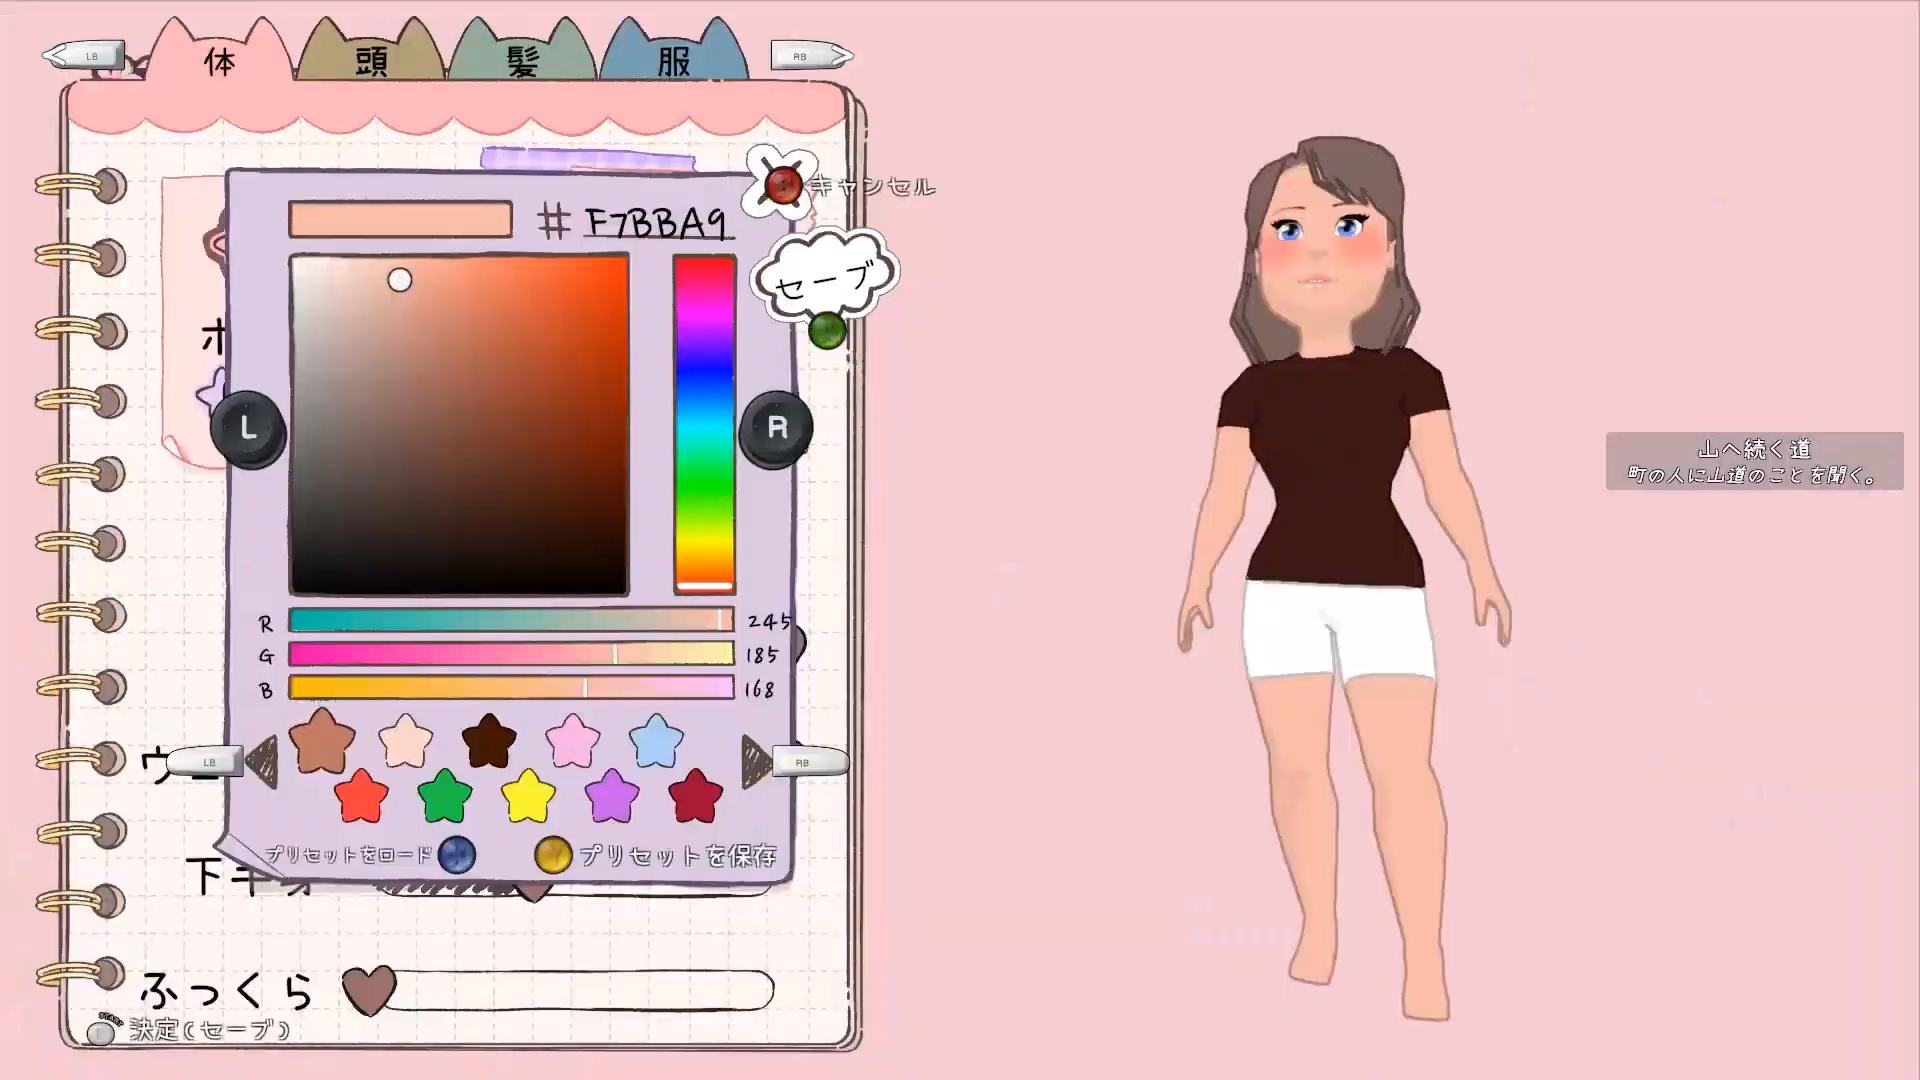 LB
体
頭
髪
服
RB
キャンセル
# F7BBA9
セーブ
L
R
山へ続く道
町の人に山道のことを聞く。
R 245
G 185
B 168
LB
RB
プリセットをロード
プリセットを保存
ふっくら
START
決定(セーブ)